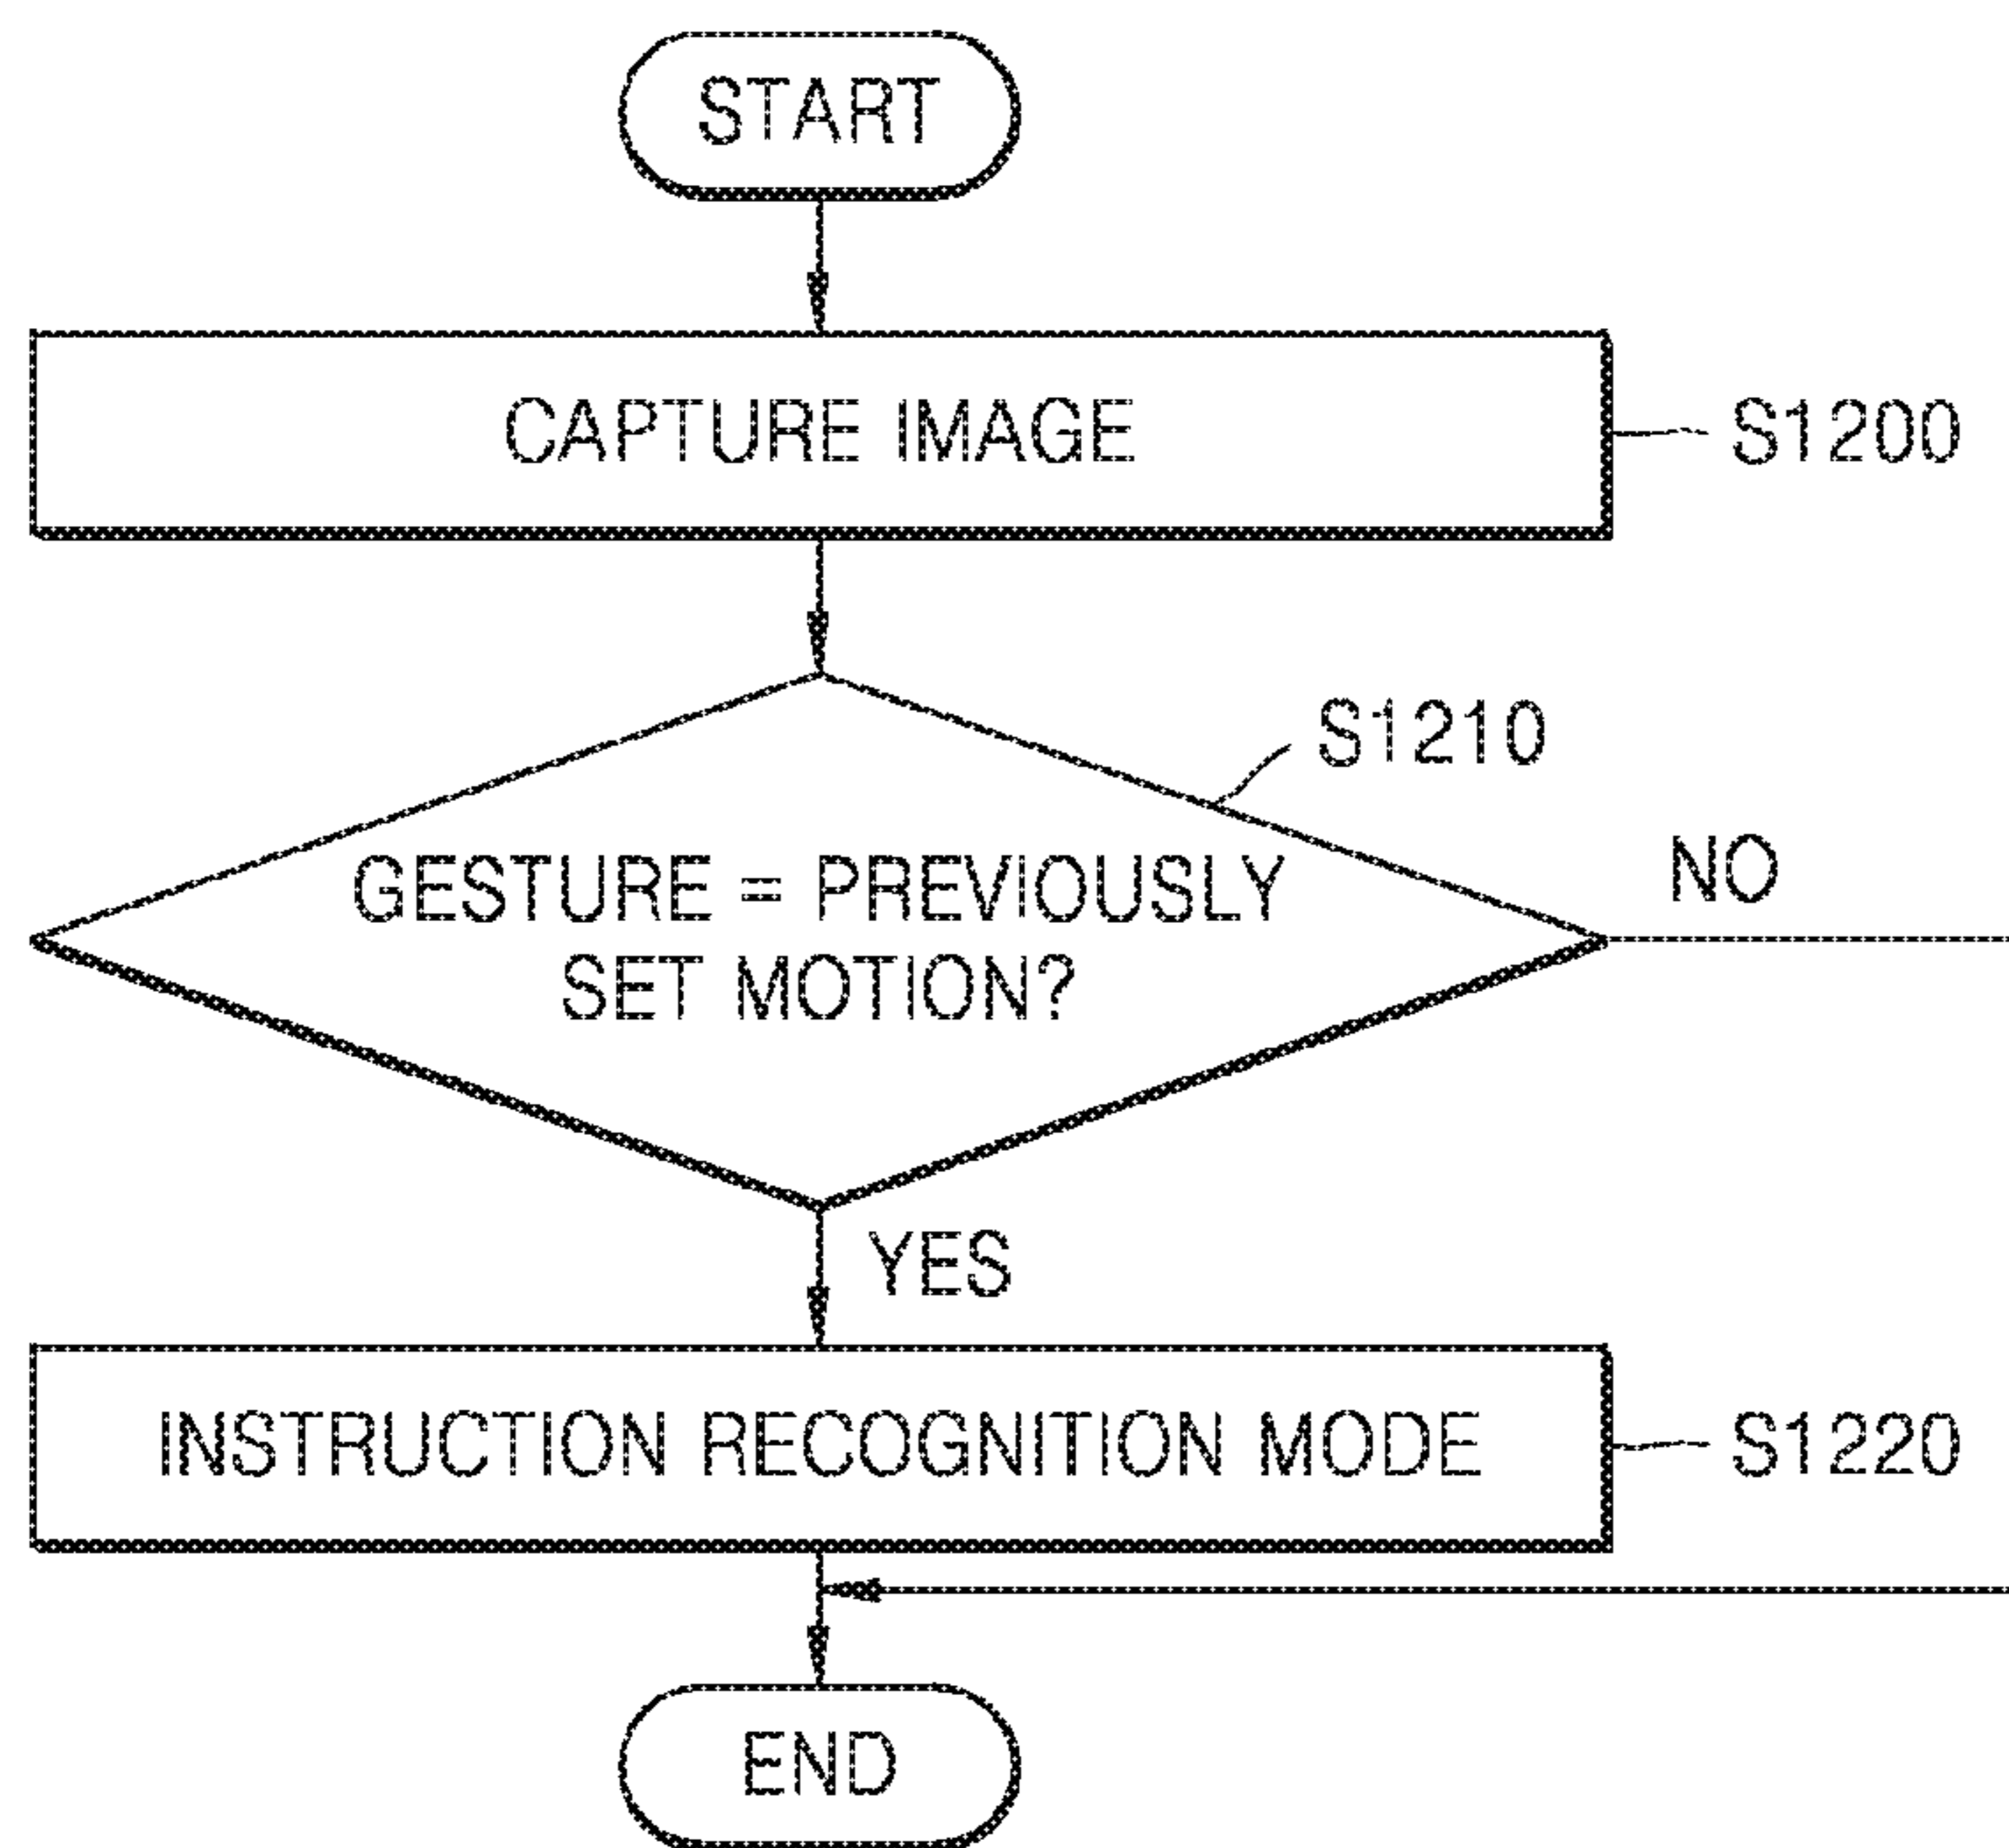 START
CAPTURE IMAGE
S1200
S1210
GESTURE = PREVIOUSLY
SET MOTION?
NO
YES
INSTRUCTION RECOGNITION MODE
S1220
END